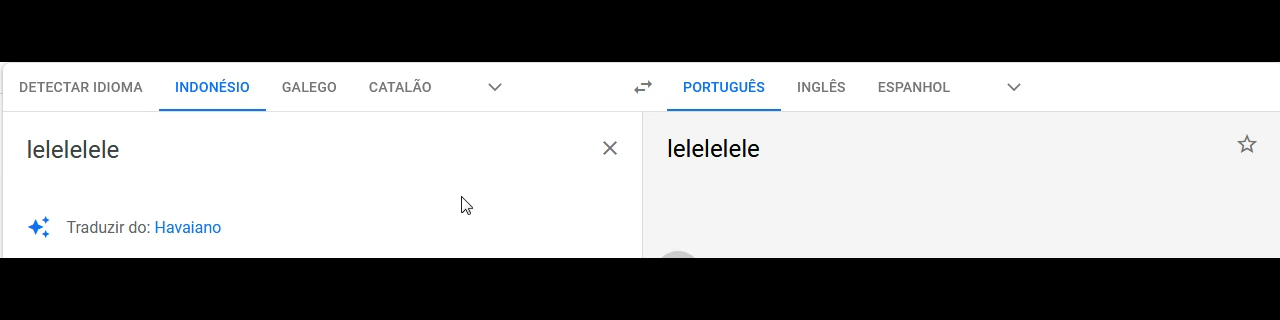 DETECTAR IDIOMA INDONÉSIO GALEGO CATALÃO PORTUGUÊS INGLÊS ESPANHOL
lelelelele lelelelele
Traduzir do: Havaiano